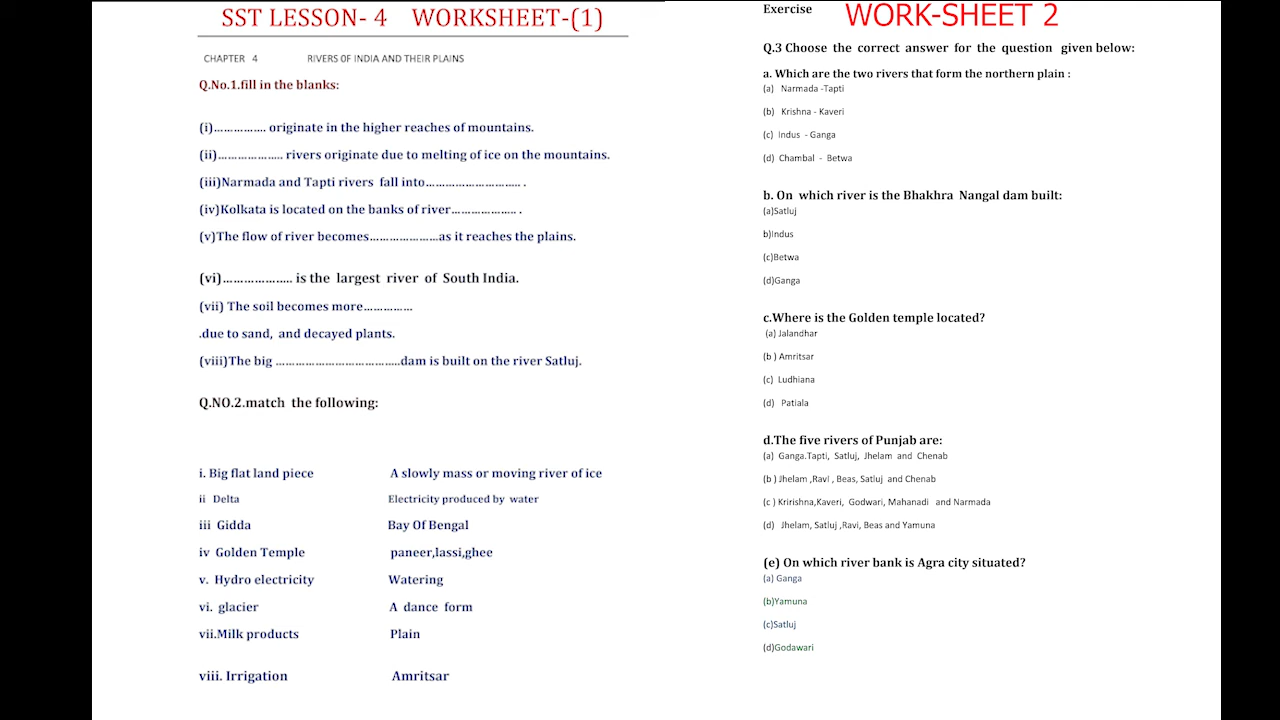 SST LESSON- 4 WORKSHEET-(1)
CHAPTER 4 RIVERS OF INDIA AND THEIR PLAINS
Q.No.1.fill in the blanks:
(i)............... originate in the higher reaches of mountains.
(ii)................... rivers originate due to melting of ice on the mountains.
(iii)Narmada and Tapti rivers fall into............................ .
(iv)Kolkata is located on the banks of river................... .
(v)The flow of river becomes.....................as it reaches the plains.
(vi).................... is the largest river of South India.
(vii) The soil becomes more..............
.due to sand, and decayed plants.
(viii)The big .....................................dam is built on the river Satluj.
Q.NO.2.match the following:
i. Big flat land piece A slowly mass or moving river of ice
ii Delta Electricity produced by water
iii Gidda Bay Of Bengal
iv Golden Temple paneer,lassi,ghee
v. Hydro electricity Watering
vi. glacier A dance form
vii.Milk products Plain
viii. Irrigation Amritsar
Exercise WORK-SHEET 2
Q.3 Choose the correct answer for the question given below:
a. Which are the two rivers that form the northern plain :
(a) Narmada -Tapti
(b) Krishna - Kaveri
(c) Indus - Ganga
(d) Chambal - Betwa
b. On which river is the Bhakhra Nangal dam built:
(a)Satluj
b)Indus
(c)Betwa
(d)Ganga
c.Where is the Golden temple located?
(a) Jalandhar
(b ) Amritsar
(c) Ludhiana
(d) Patiala
d.The five rivers of Punjab are:
(a) Ganga.Tapti, Satluj, Jhelam and Chenab
(b ) Jhelam ,RavI , Beas, Satluj and Chenab
(c ) Kririshna,Kaveri, Godwari, Mahanadi and Narmada
(d) Jhelam, Satluj ,Ravi, Beas and Yamuna
(e) On which river bank is Agra city situated?
(a) Ganga
(b)Yamuna
(c)Satluj
(d)Godawari